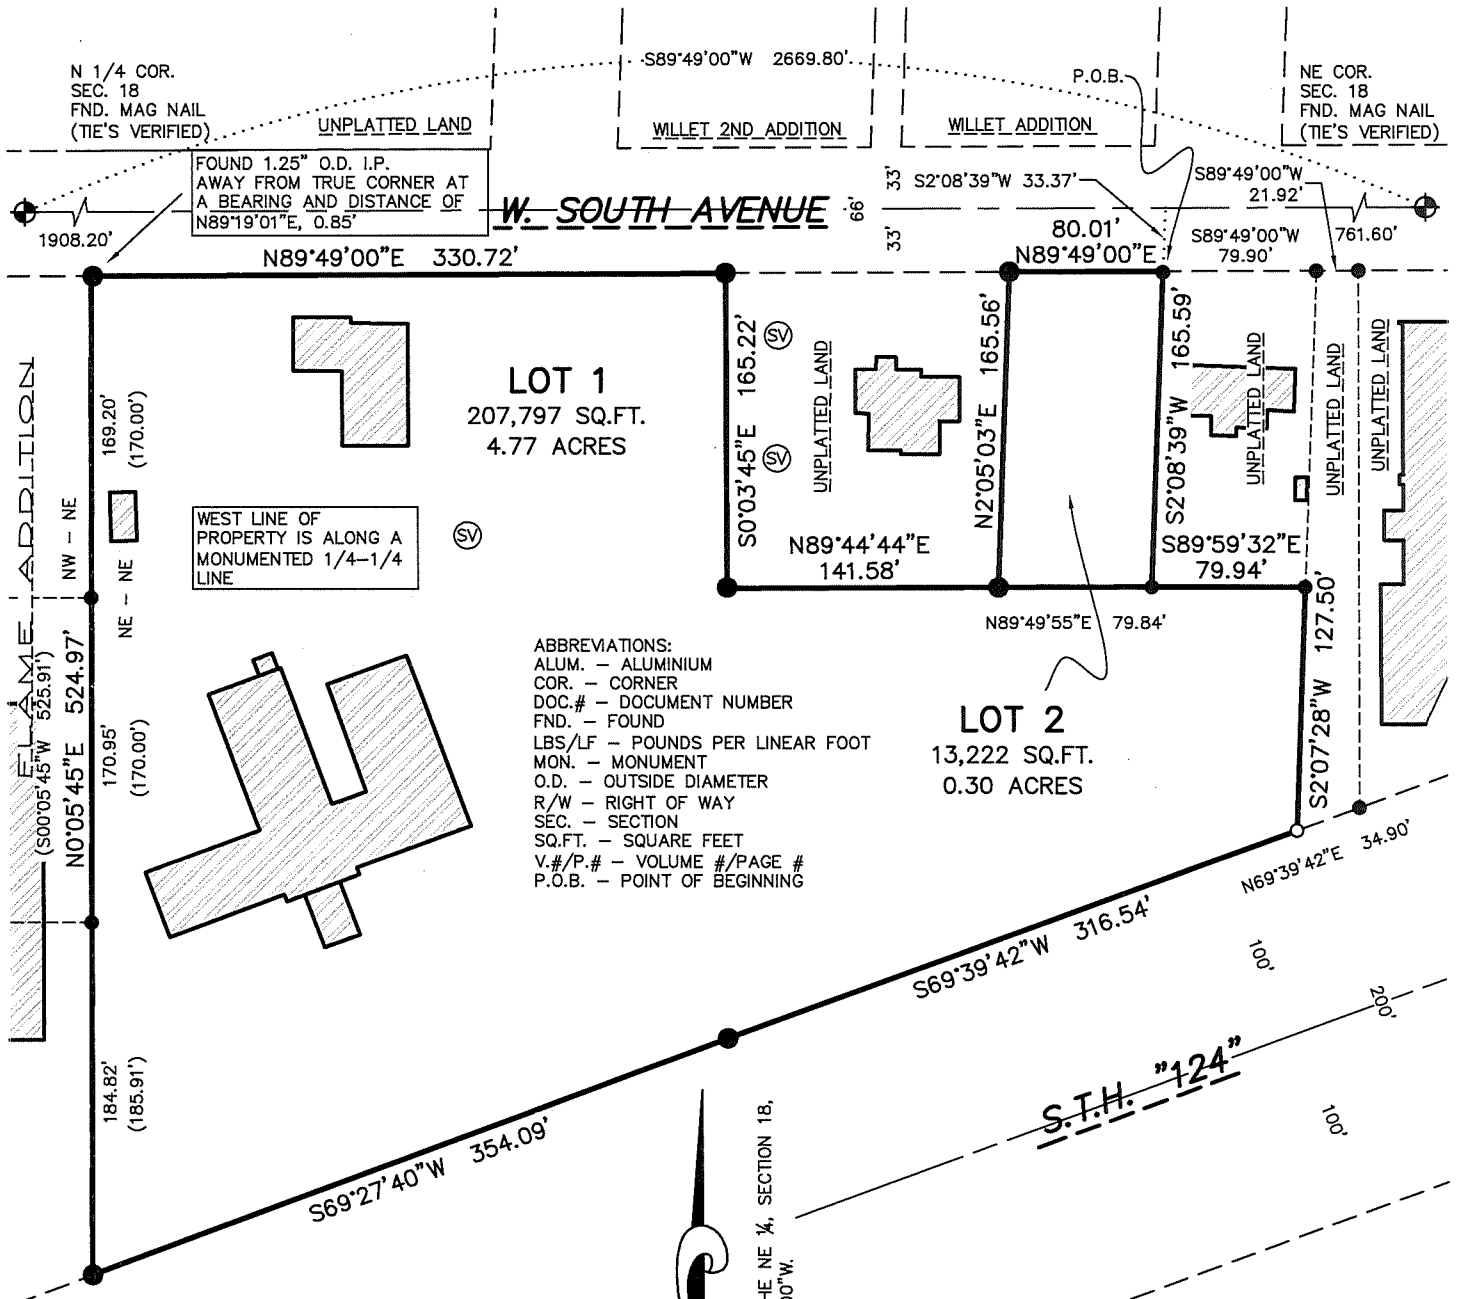 S89°49'00"W 2669.80'
N 1/4 COR.
SEC. 18
FND. MAG NAIL
(TIE'S VERIFIED)
UNPLATTED LAND
WILLET 2ND ADDITION
WILLET ADDITION
P.O.B.
NE COR.
SEC. 18
FND. MAG NAIL
(TIE'S VERIFIED)
FOUND 1.25" O.D. I.P.
AWAY FROM TRUE CORNER AT
A BEARING AND DISTANCE OF
N89°19'01"E, 0.85'
W. SOUTH AVENUE
66'
33'
33'
S2°08'39"W 33.37'
S89°49'00"W
21.92'
1908.20'
N89°49'00"E 330.72'
80.01'
N89°49'00"E
S89°49'00"W
79.90'
761.60'
LOT 1
207,797 SQ.FT.
4.77 ACRES
S0°03'45"E 165.22'
SV
SV
UNPLATTED LAND
N2°05'03"E 165.56'
S2°08'39"W 165.59'
UNPLATTED LAND
UNPLATTED LAND
UNPLATTED LAND
ELAME ADDITION
169.20'
(170.00')
NW - NE
NE - NE
WEST LINE OF
PROPERTY IS ALONG A
MONUMENTED 1/4-1/4
LINE
SV
N89°44'44"E
141.58'
S89°59'32"E
79.94'
N89°49'55"E 79.84'
S2°07'28"W 127.50'
(S00°05'45"W 525.91')
N0°05'45"E 524.97'
170.95'
(170.00')
ABBREVIATIONS:
ALUM. - ALUMINIUM
COR. - CORNER
DOC.# - DOCUMENT NUMBER
FND. - FOUND
LBS/LF - POUNDS PER LINEAR FOOT
MON. - MONUMENT
O.D. - OUTSIDE DIAMETER
R/W - RIGHT OF WAY
SEC. - SECTION
SQ.FT. - SQUARE FEET
V.#/P.# - VOLUME #/PAGE #
P.O.B. - POINT OF BEGINNING
LOT 2
13,222 SQ.FT.
0.30 ACRES
N69°39'42"E 34.90'
S69°39'42"W 316.54'
100'
200'
100'
S.T.H. "124"
184.82'
(185.91')
S69°27'40"W 354.09'
HE NE ¼, SECTION 18,
00"W.